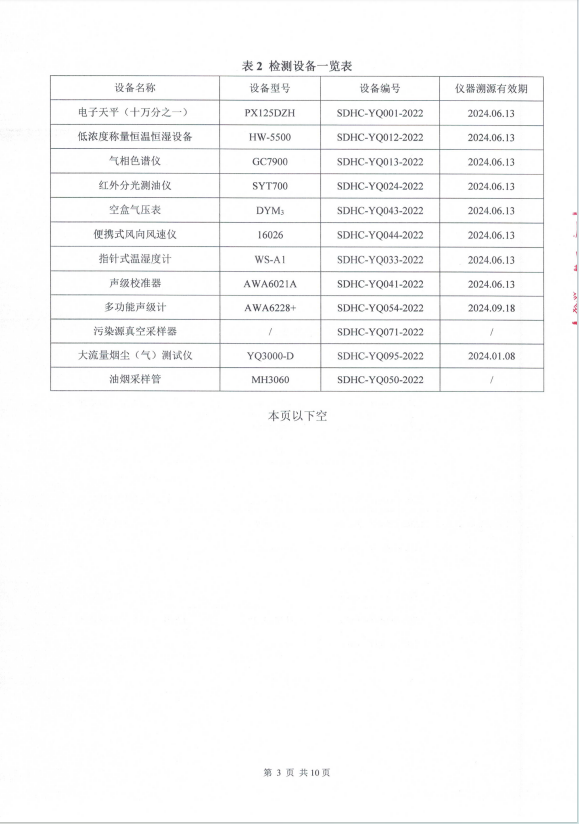 表 2 检测设备一览表
设备名称 设备型号 设备编号 仪器溯源有效期
电子天平（十万分之一） PX125DZH SDHC-YQ001-2022 2024.06.13
低浓度称量恒温恒湿设备 HW-5500 SDHC-YQ012-2022 2024.06.13
气相色谱仪 GC7900 SDHC-YQ013-2022 2024.06.13
红外分光测油仪 SYT700 SDHC-YQ024-2022 2024.06.13
空盒气压表 DYM₃ SDHC-YQ043-2022 2024.06.13
便携式风向风速仪 16026 SDHC-YQ044-2022 2024.06.13
指针式温湿度计 WS-A1 SDHC-YQ033-2022 2024.06.13
声级校准器 AWA6021A SDHC-YQ041-2022 2024.06.13
多功能声级计 AWA6228+ SDHC-YQ054-2022 2024.09.18
污染源真空采样器 / SDHC-YQ071-2022 /
大流量烟尘（气）测试仪 YQ3000-D SDHC-YQ095-2022 2024.01.08
油烟采样管 MH3060 SDHC-YQ050-2022 /
本页以下空
第 3 页 共10页